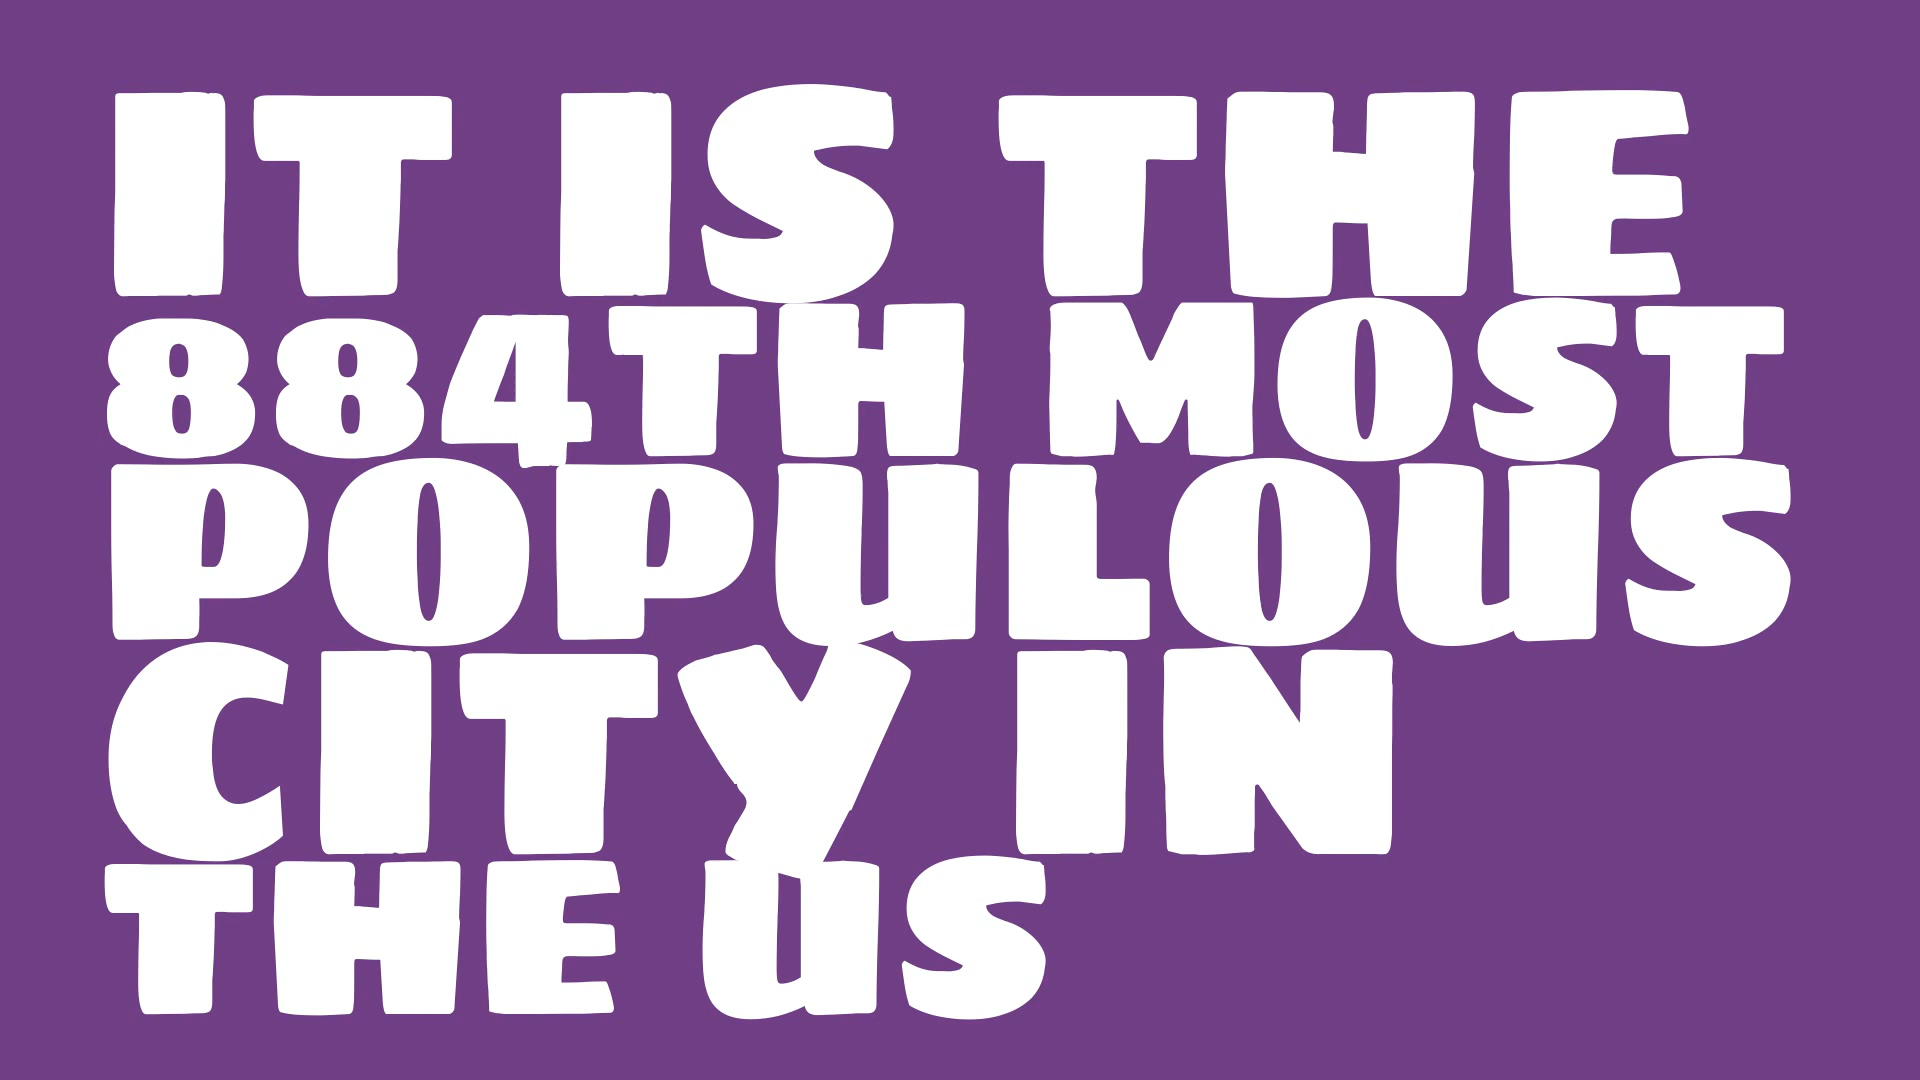 IT IS THE
884TH MOST
POPULOUS
CITY IN
THE US